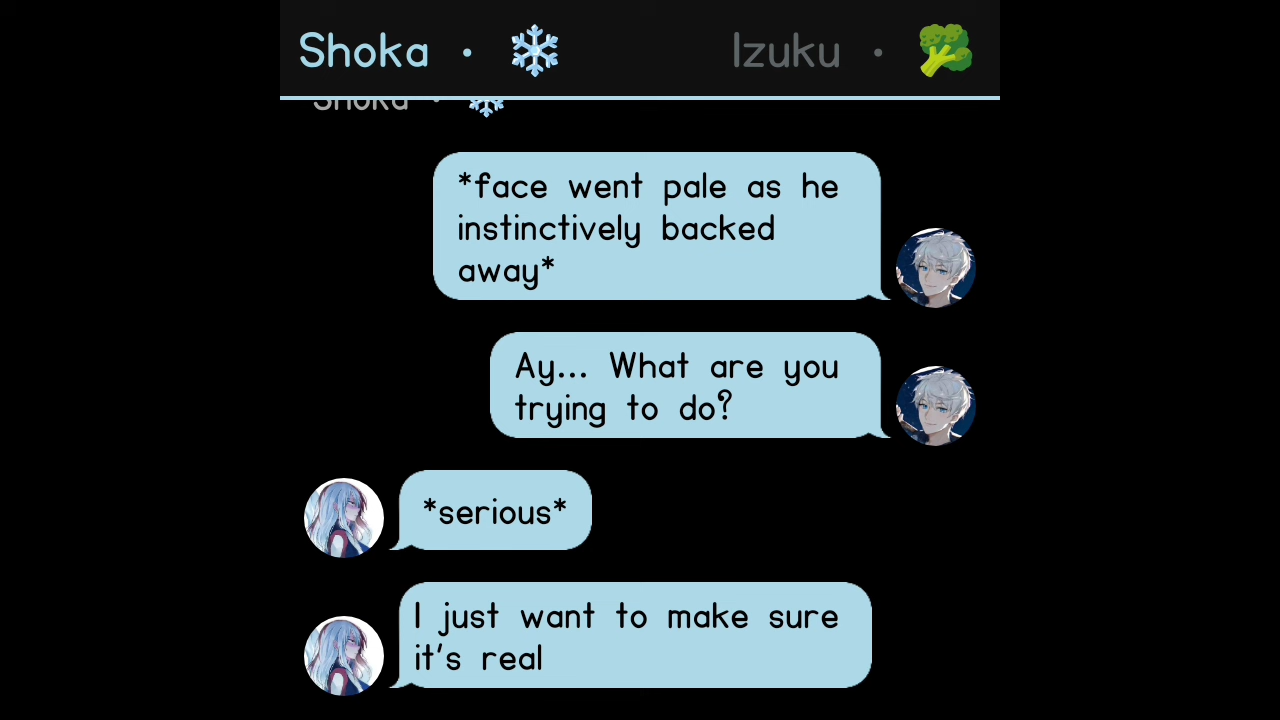 Shoka • ❄ Izuku • 🥦
Shoka • ❄
*face went pale as he
instinctively backed
away*
Ay... What are you
trying to do?
*serious*
I just want to make sure
it's real